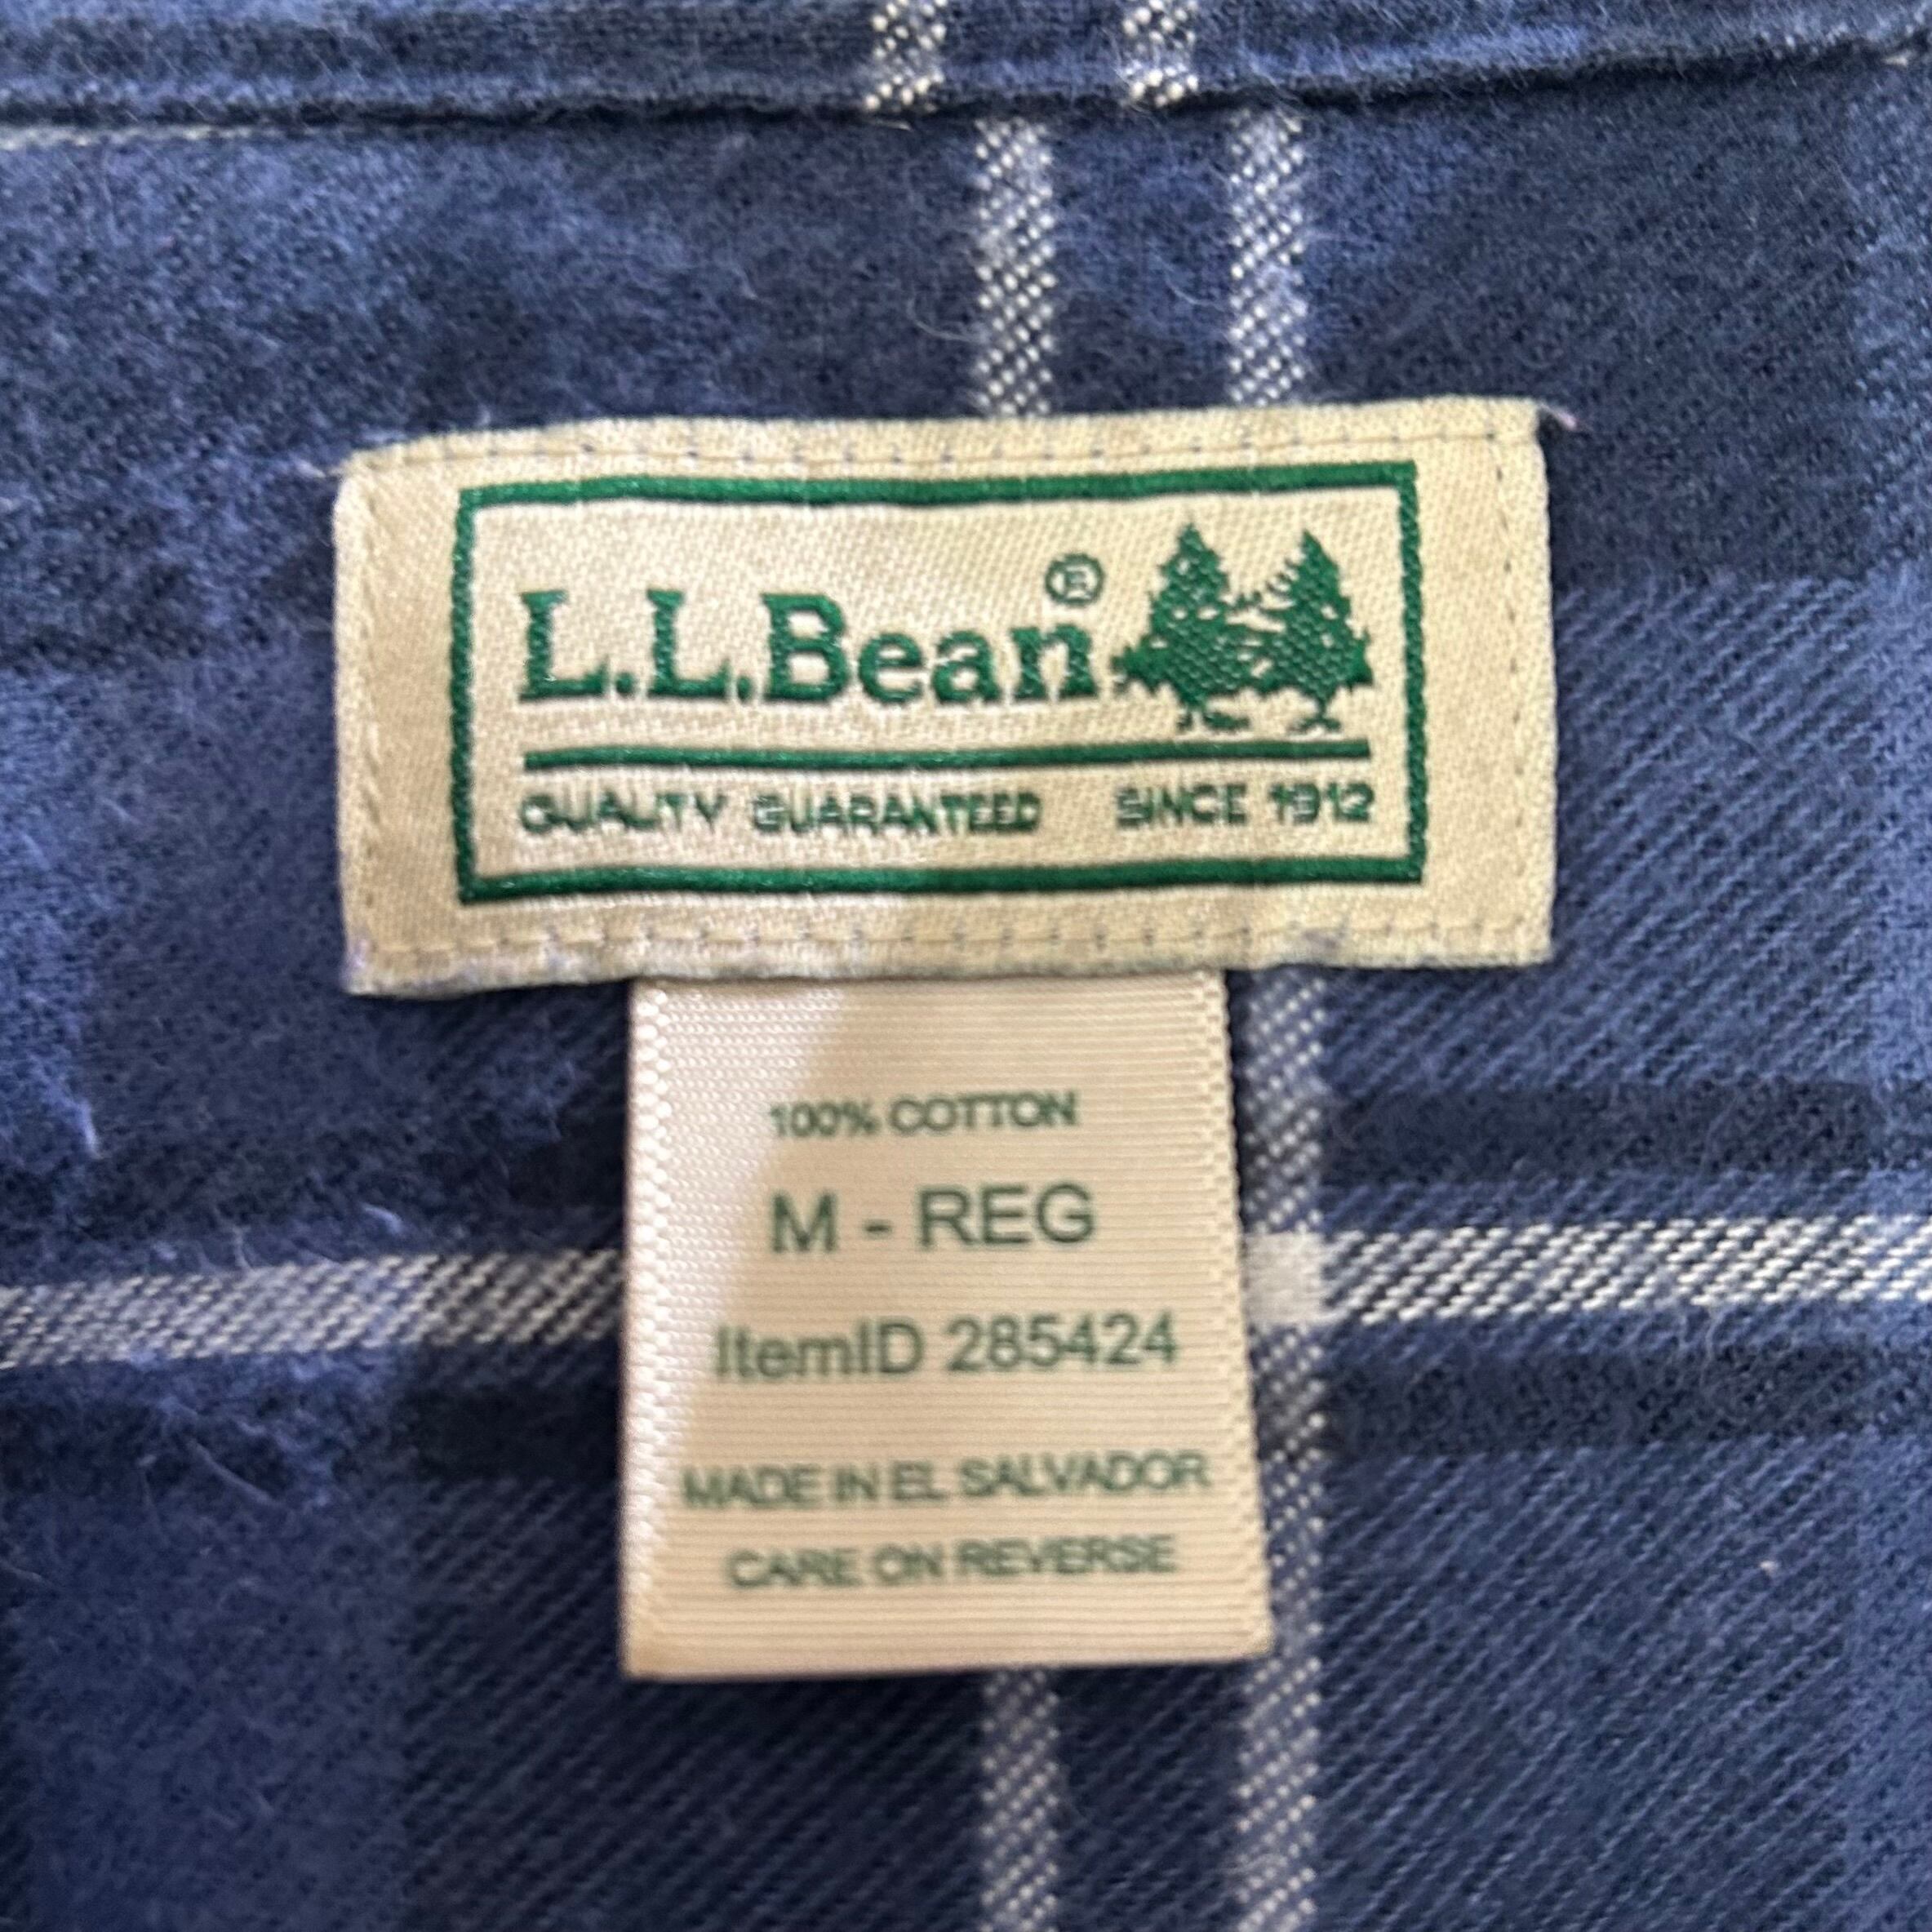 L.L.Bean®
QUALITY GUARANTEED SINCE 1912
100% COTTON
M - REG
ItemID 285424
MADE IN EL SALVADOR
CARE ON REVERSE